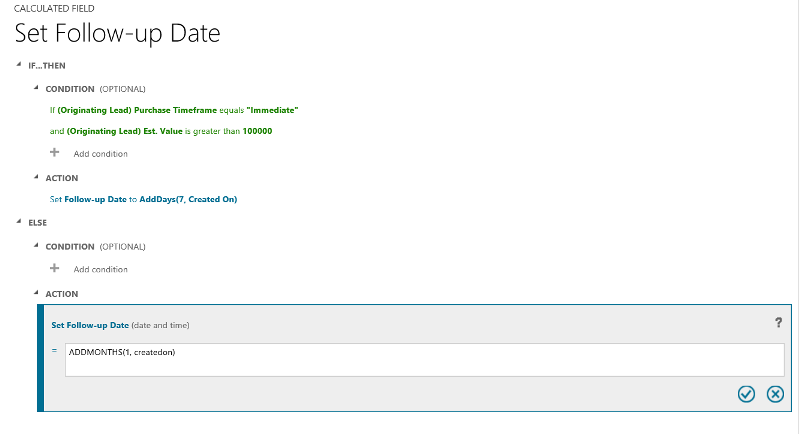 CALCULATED FIELD
Set Follow-up Date
IF...THEN
CONDITION (OPTIONAL)
If (Originating Lead) Purchase Timeframe equals "Immediate"
and (Originating Lead) Est. Value is greater than 100000
+ Add condition
ACTION
Set Follow-up Date to AddDays(7, Created On)
ELSE
CONDITION (OPTIONAL)
+ Add condition
ACTION
Set Follow-up Date (date and time) ?
= ADDMONTHS(1, createdon)